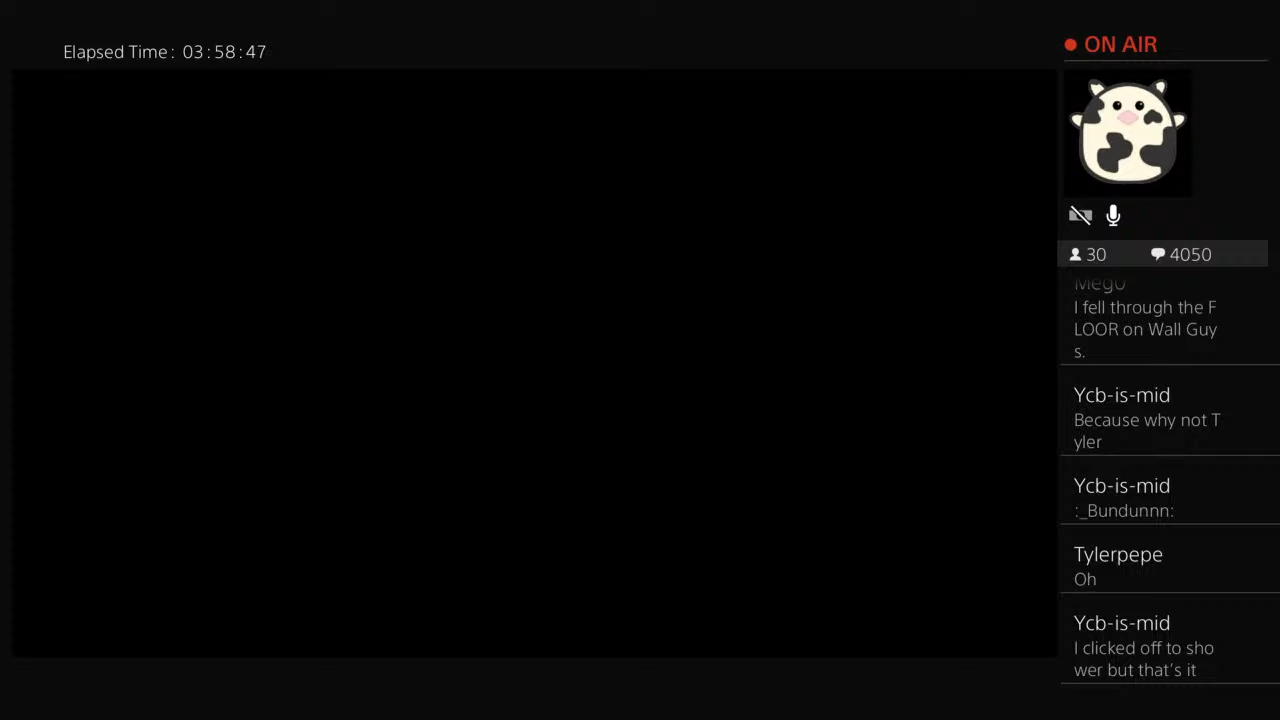 Elapsed Time: 03:58:47
ON AIR
30 4050
Meg0
I fell through the F
LOOR on Wall Guy
s.
Ycb-is-mid
Because why not T
yler
Ycb-is-mid
:_Bundunnn:
Tylerpepe
Oh
Ycb-is-mid
I clicked off to sho
wer but that's it